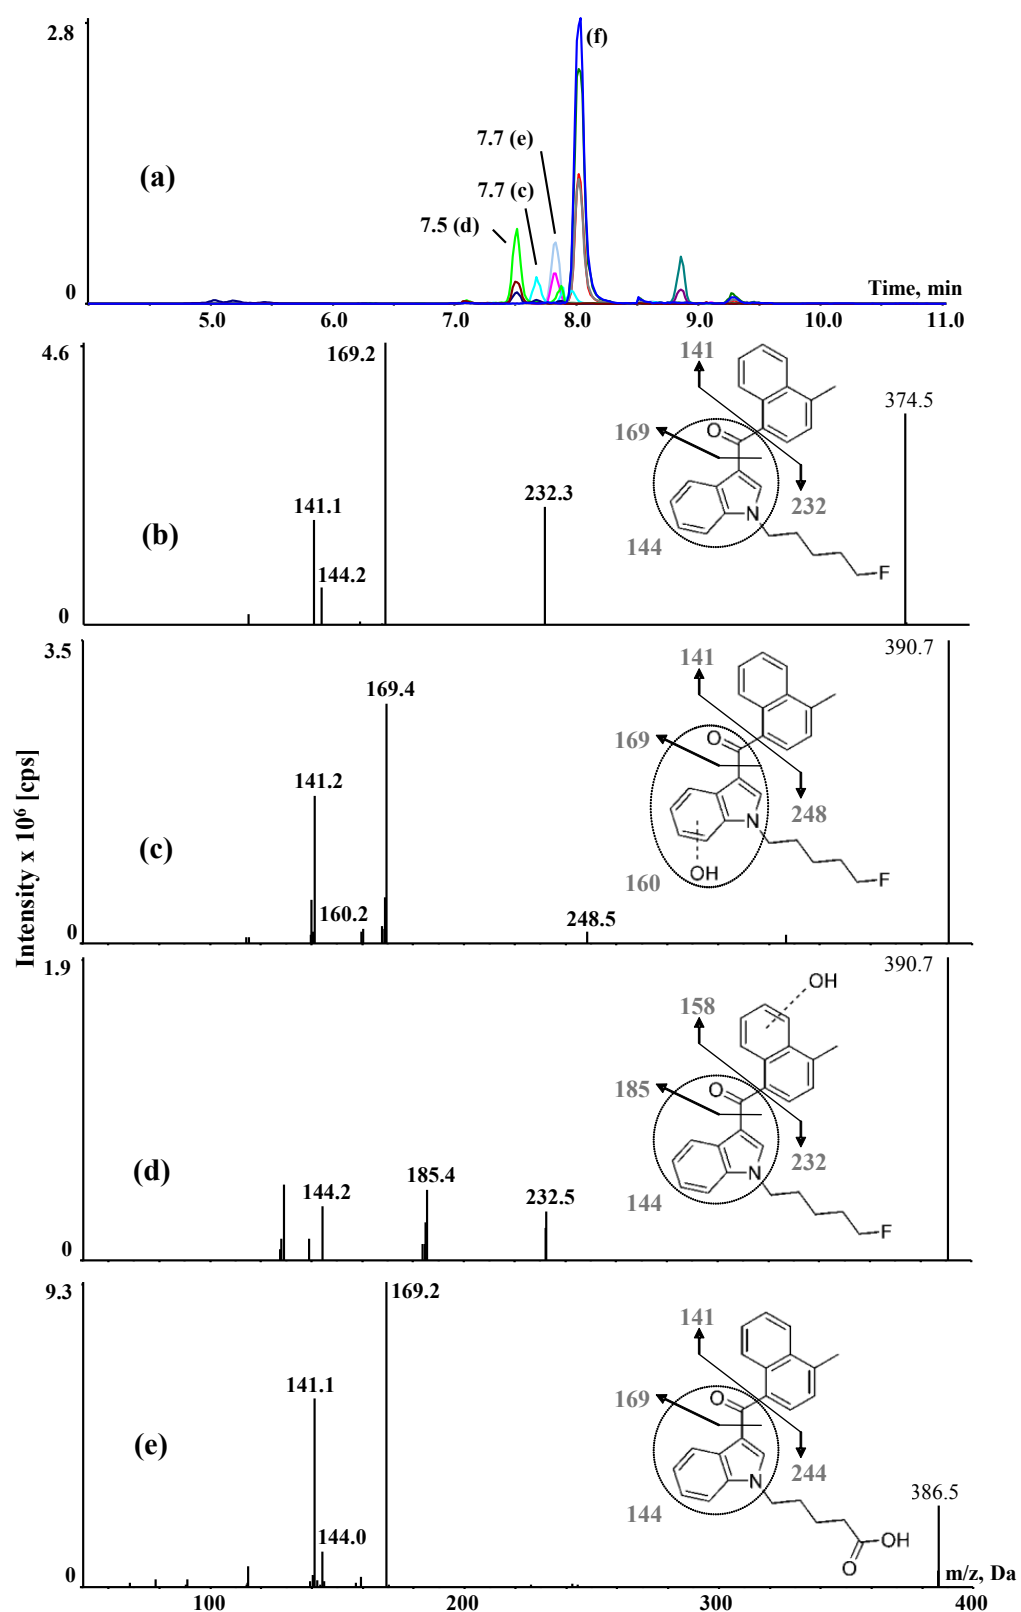 2.8
(f)
7.7 (e)
(a)
7.7 (c)
7.5 (d)
0
Time, min
5.0 6.0 7.0 8.0 9.0 10.0 11.0
Intensity x 10⁶ [cps]
4.6
169.2
141
374.5
O
169
232.3
141.1
232
(b)
N
144
144.2
F
0
3.5
390.7
141
169.4
O
169
141.2
248
N
(c)
160
OH
F
160.2
248.5
0
1.9
390.7
OH
158
O
185
(d)
232
185.4
144.2
N
232.5
144
F
0
9.3
169.2
141
141.1
O
169
(e)
244
N
386.5
144
144.0
OH
O
0
m/z, Da
100 200 300 400